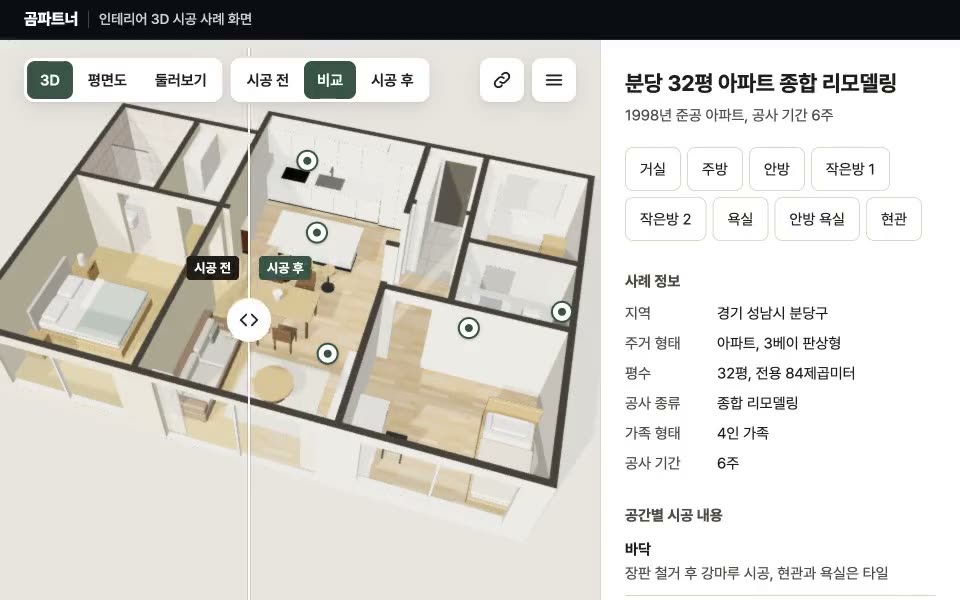 곰파트너 인테리어 3D 시공 사례 화면
3D 평면도 둘러보기 시공 전 비교 시공 후
시공 전 시공 후
분당 32평 아파트 종합 리모델링
1998년 준공 아파트, 공사 기간 6주
거실 주방 안방 작은방 1
작은방 2 욕실 안방 욕실 현관
사례 정보
지역 경기 성남시 분당구
주거 형태 아파트, 3베이 판상형
평수 32평, 전용 84제곱미터
공사 종류 종합 리모델링
가족 형태 4인 가족
공사 기간 6주
공간별 시공 내용
바닥
장판 철거 후 강마루 시공, 현관과 욕실은 타일